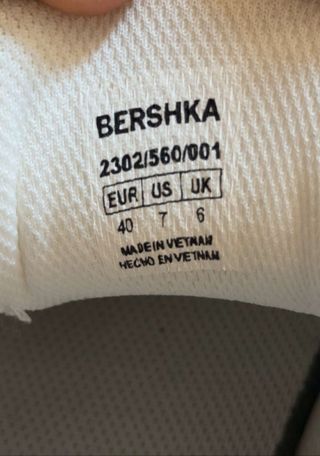 BERSHKA
2302/560/001
EUR US UK
40 7 6
MADE IN VIETNAM
HECHO EN VIETNAM